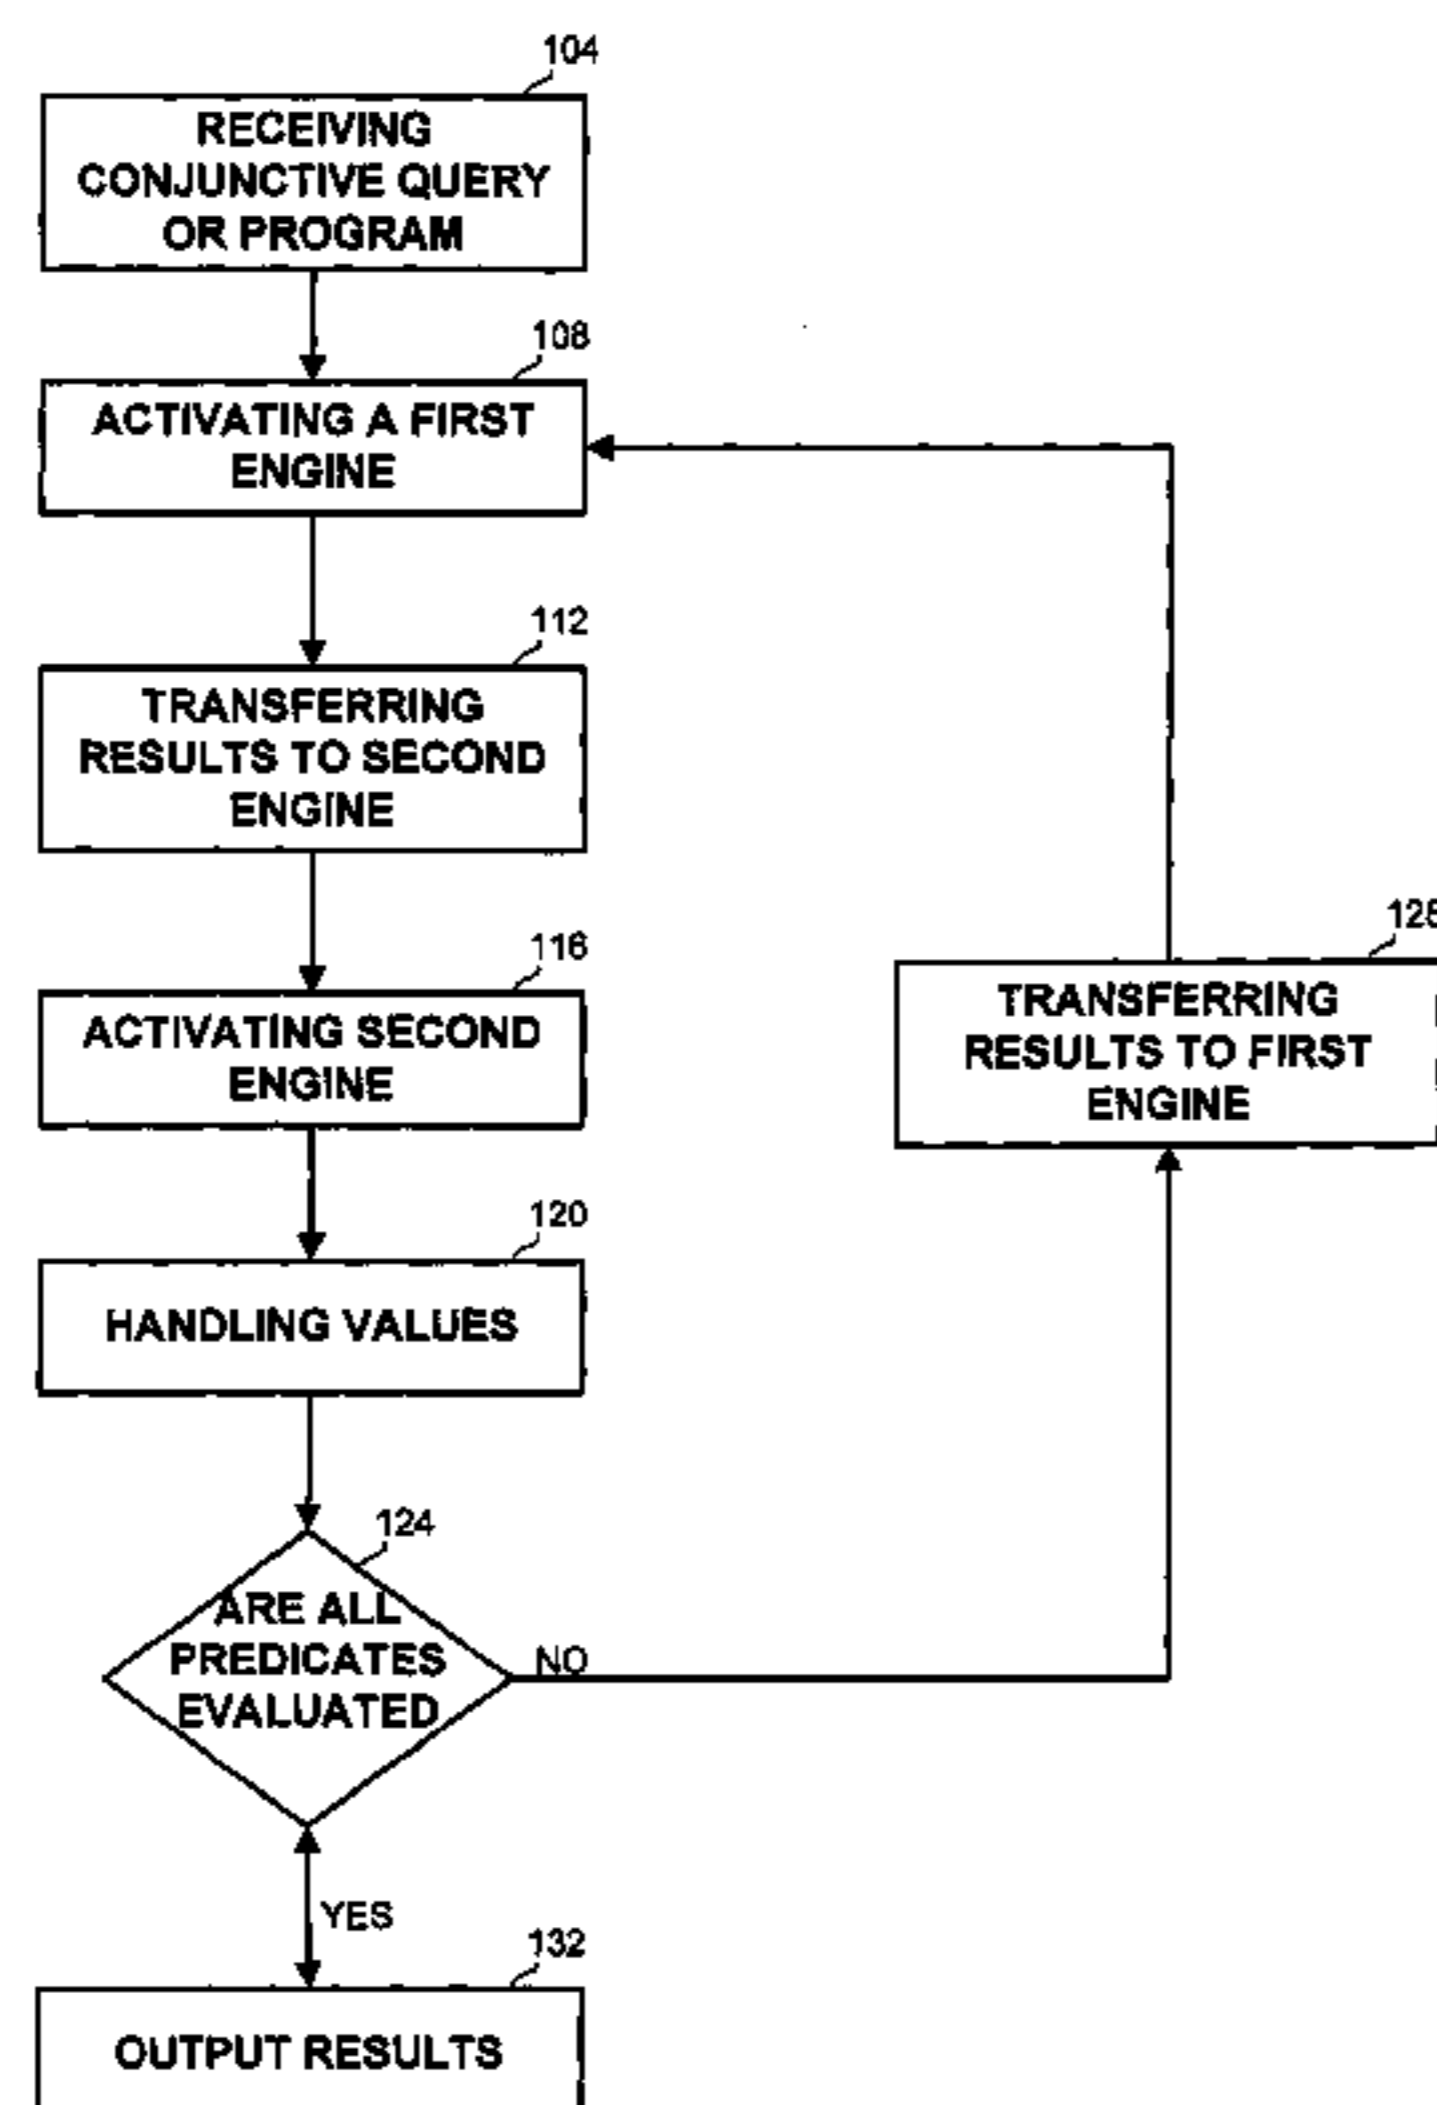 104
RECEIVING
CONJUNCTIVE QUERY
OR PROGRAM
108
ACTIVATING A FIRST
ENGINE
112
TRANSFERRING
RESULTS TO SECOND
ENGINE
116
ACTIVATING SECOND
ENGINE
120
HANDLING VALUES
124
ARE ALL
PREDICATES
EVALUATED
NO
TRANSFERRING
RESULTS TO FIRST
ENGINE
YES
132
OUTPUT RESULTS